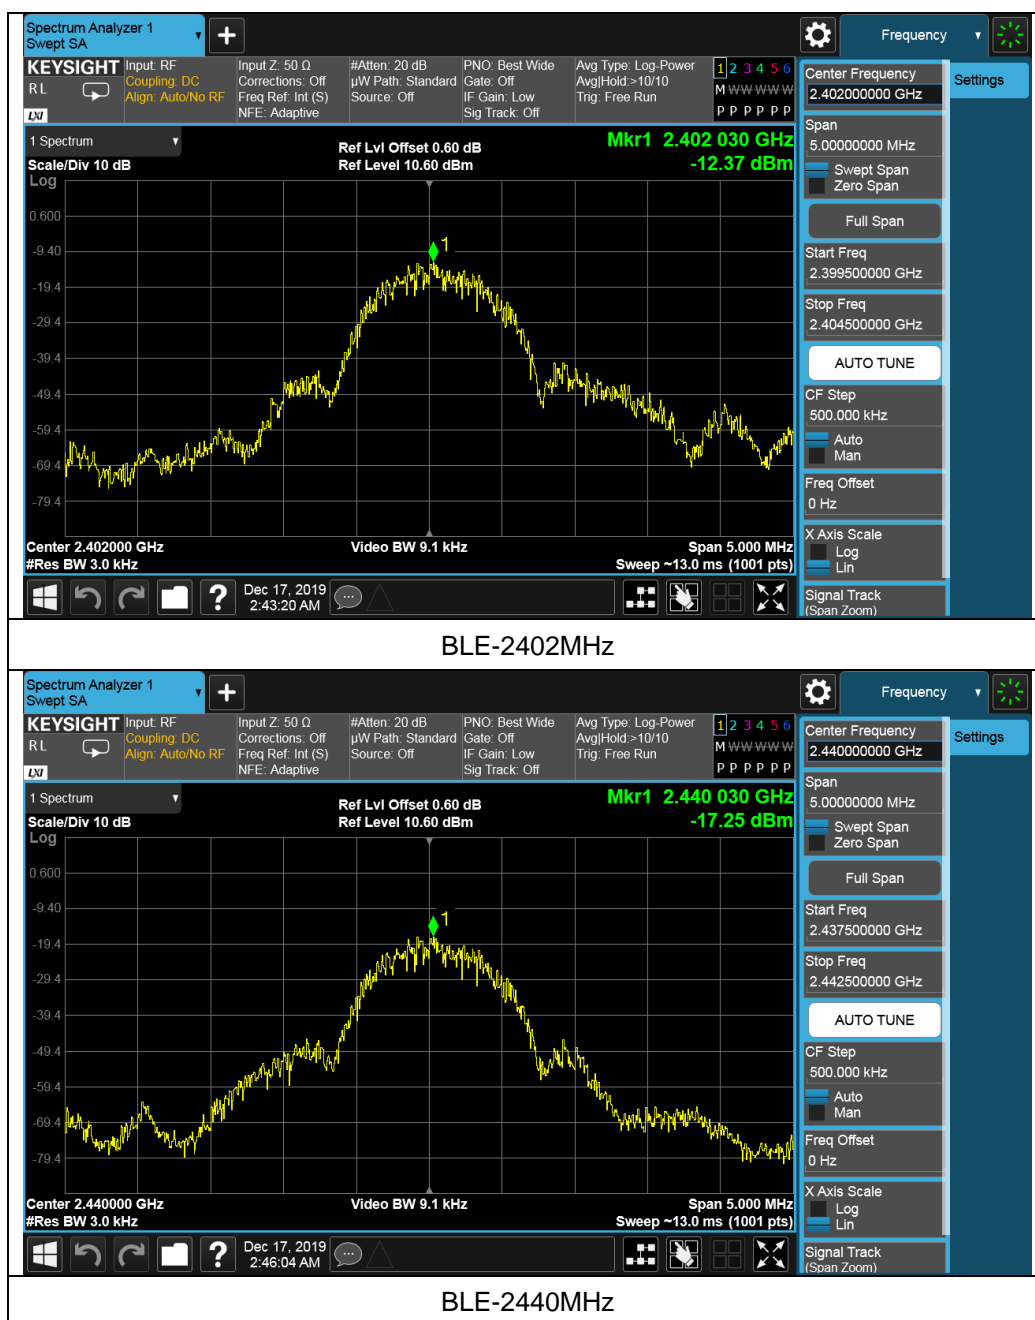 Spectrum Analyzer 1
Swept SA
Frequency
KEYSIGHT
RL
LXI
Input: RF
Coupling: DC
Align: Auto/No RF
Input Z: 50 Ω
Corrections: Off
Freq Ref: Int (S)
NFE: Adaptive
#Atten: 20 dB
µW Path: Standard
Source: Off
PNO: Best Wide
Gate: Off
IF Gain: Low
Sig Track: Off
Avg Type: Log-Power
Avg|Hold:>10/10
Trig: Free Run
1 2 3 4 5 6
M W W W W W
P P P P P P
1 Spectrum
Scale/Div 10 dB
Ref Lvl Offset 0.60 dB
Ref Level 10.60 dBm
Mkr1 2.402 030 GHz
-12.37 dBm
Log
0.600
-9.40
-19.4
-29.4
-39.4
-49.4
-59.4
-69.4
-79.4
1
Center 2.402000 GHz
#Res BW 3.0 kHz
Video BW 9.1 kHz
Span 5.000 MHz
Sweep ~13.0 ms (1001 pts)
Dec 17, 2019
2:43:20 AM
Center Frequency
2.402000000 GHz
Span
5.00000000 MHz
Swept Span
Zero Span
Full Span
Start Freq
2.399500000 GHz
Stop Freq
2.404500000 GHz
AUTO TUNE
CF Step
500.000 kHz
Auto
Man
Freq Offset
0 Hz
X Axis Scale
Log
Lin
Signal Track
(Span Zoom)
Settings
BLE-2402MHz
Spectrum Analyzer 1
Swept SA
Frequency
KEYSIGHT
RL
LXI
Input: RF
Coupling: DC
Align: Auto/No RF
Input Z: 50 Ω
Corrections: Off
Freq Ref: Int (S)
NFE: Adaptive
#Atten: 20 dB
µW Path: Standard
Source: Off
PNO: Best Wide
Gate: Off
IF Gain: Low
Sig Track: Off
Avg Type: Log-Power
Avg|Hold:>10/10
Trig: Free Run
1 2 3 4 5 6
M W W W W W
P P P P P P
1 Spectrum
Scale/Div 10 dB
Ref Lvl Offset 0.60 dB
Ref Level 10.60 dBm
Mkr1 2.440 030 GHz
-17.25 dBm
Log
0.600
-9.40
-19.4
-29.4
-39.4
-49.4
-59.4
-69.4
-79.4
1
Center 2.440000 GHz
#Res BW 3.0 kHz
Video BW 9.1 kHz
Span 5.000 MHz
Sweep ~13.0 ms (1001 pts)
Dec 17, 2019
2:46:04 AM
Center Frequency
2.440000000 GHz
Span
5.00000000 MHz
Swept Span
Zero Span
Full Span
Start Freq
2.437500000 GHz
Stop Freq
2.442500000 GHz
AUTO TUNE
CF Step
500.000 kHz
Auto
Man
Freq Offset
0 Hz
X Axis Scale
Log
Lin
Signal Track
(Span Zoom)
Settings
BLE-2440MHz